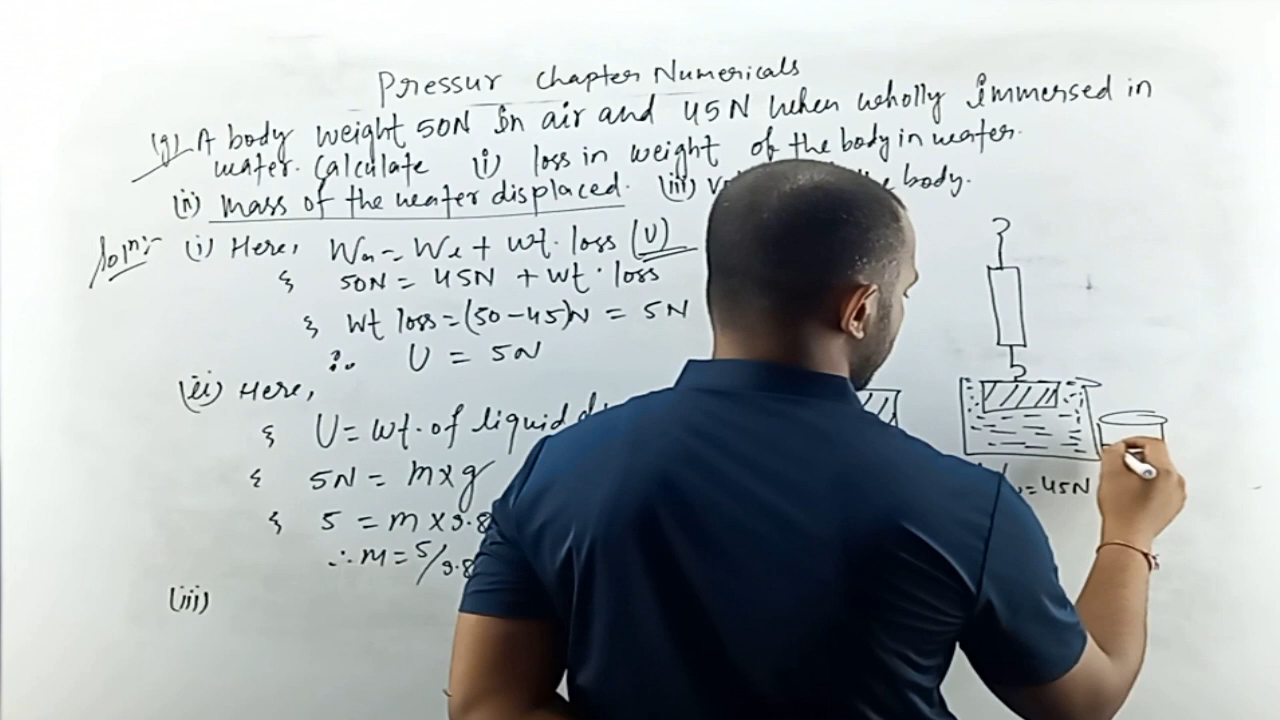 Pressur Chapter Numericals
(9) A body weight 50N in air and 45N when wholly immersed in
water. Calculate (i) loss in weight of the body in water.
(ii) mass of the water displaced. (iii) body.
Solⁿ:- (i) Here, Wₐ = Wₗ + wt. loss (U)
50N = 45N + wt. loss
wt loss = (50-45)N = 5N
∴ U = 5N
(ii) Here,
U = wt. of liquid
5N = m×g
5 = m×9.8
∴ m = 5/9.8
(iii)
=45N